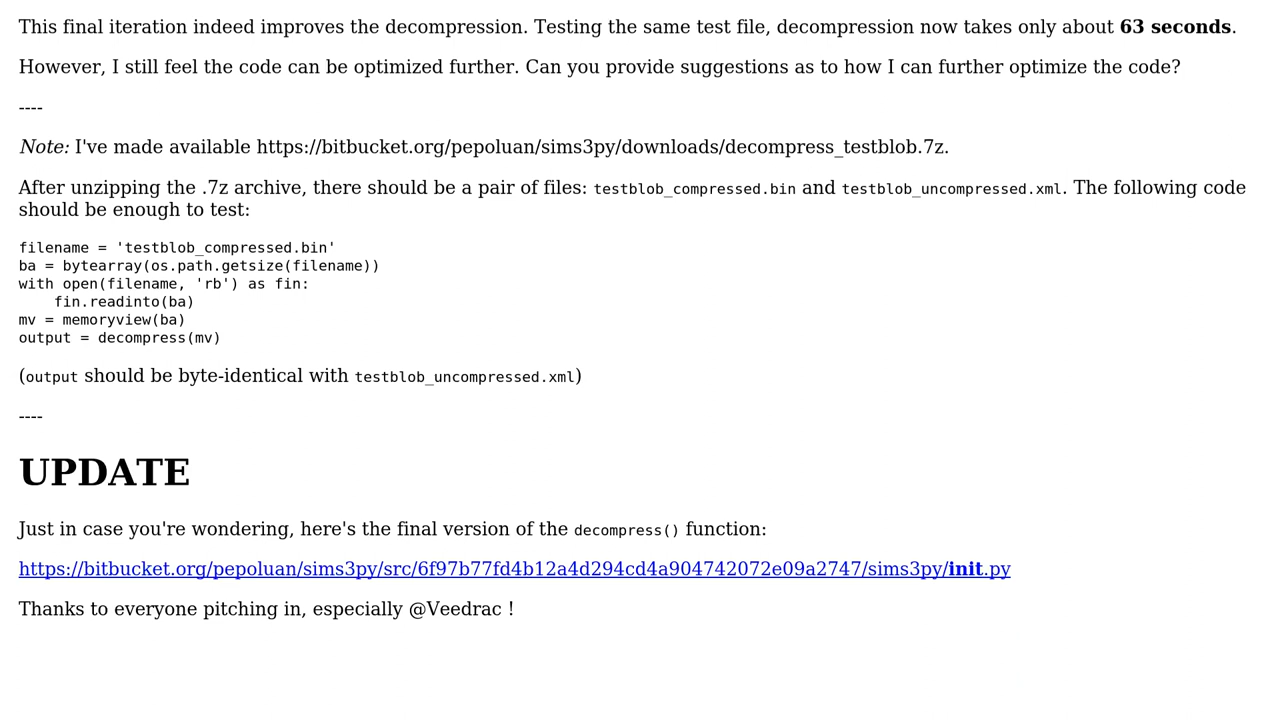 This final iteration indeed improves the decompression. Testing the same test file, decompression now takes only about 63 seconds.
However, I still feel the code can be optimized further. Can you provide suggestions as to how I can further optimize the code?
----
Note: I've made available https://bitbucket.org/pepoluan/sims3py/downloads/decompress_testblob.7z.
After unzipping the .7z archive, there should be a pair of files: testblob_compressed.bin and testblob_uncompressed.xml. The following code
should be enough to test:
filename = 'testblob_compressed.bin'
ba = bytearray(os.path.getsize(filename))
with open(filename, 'rb') as fin:
    fin.readinto(ba)
mv = memoryview(ba)
output = decompress(mv)
(output should be byte-identical with testblob_uncompressed.xml)
----
UPDATE
Just in case you're wondering, here's the final version of the decompress() function:
https://bitbucket.org/pepoluan/sims3py/src/6f97b77fd4b12a4d294cd4a904742072e09a2747/sims3py/init.py
Thanks to everyone pitching in, especially @Veedrac !